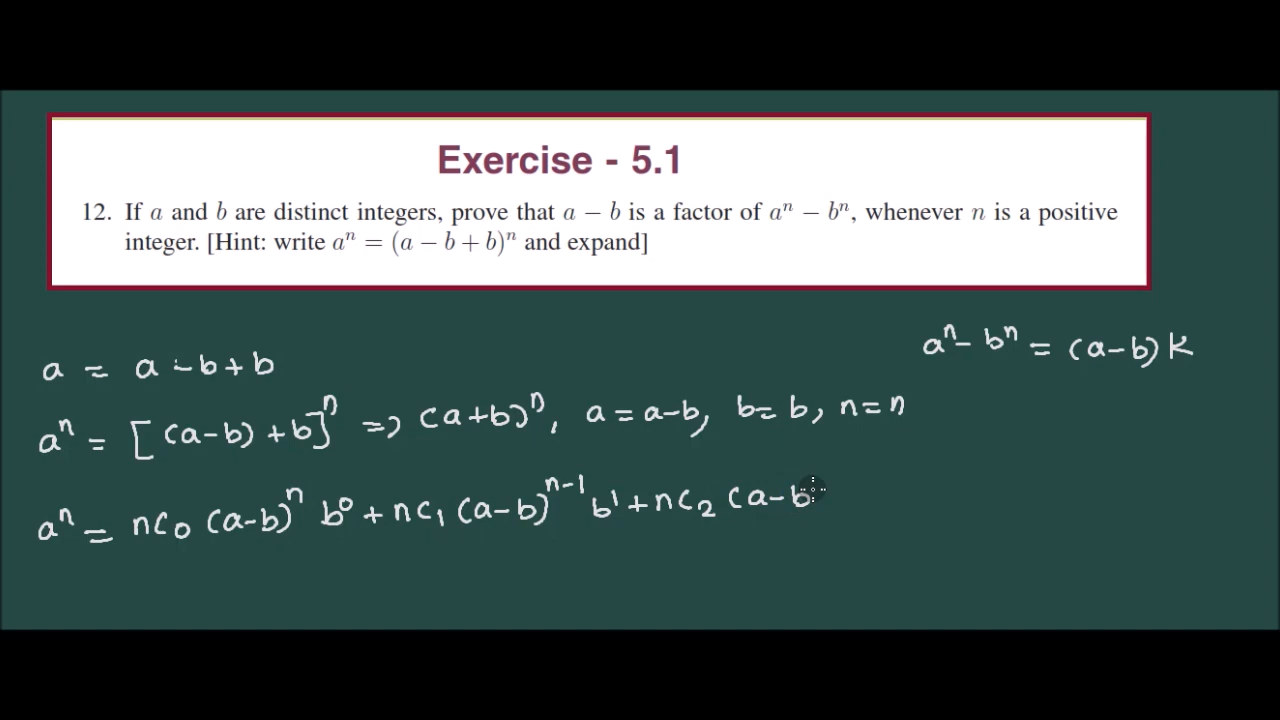 Exercise - 5.1
12. If a and b are distinct integers, prove that a − b is a factor of aⁿ − bⁿ, whenever n is a positive
integer. [Hint: write aⁿ = (a − b + b)ⁿ and expand]
aⁿ - bⁿ = (a-b) K
a = a - b + b
aⁿ = [(a-b) + b]ⁿ => (a+b)ⁿ, a = a-b, b = b, n = n
aⁿ = nC₀ (a-b)ⁿ b⁰ + nC₁ (a-b)ⁿ⁻¹ b¹ + nC₂ (a-b